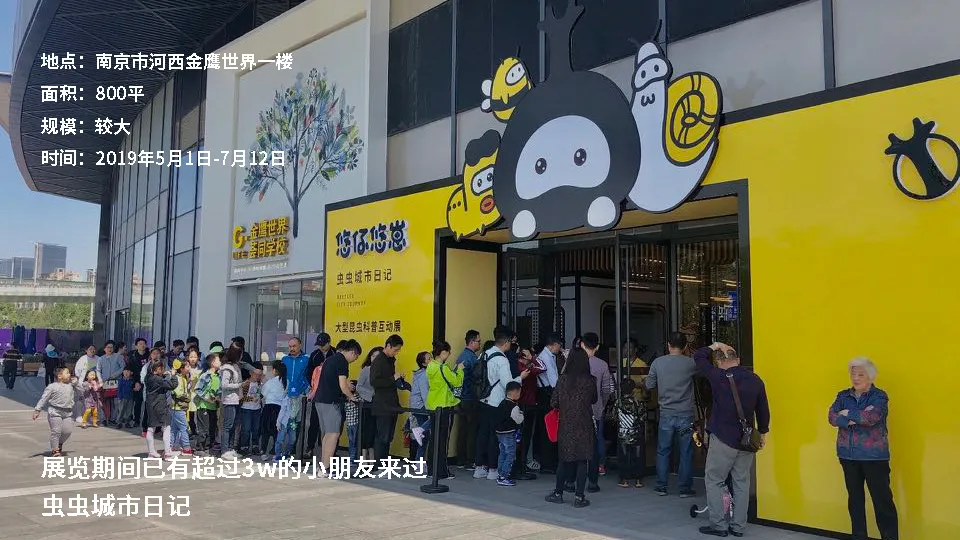 地点：南京市河西金鹰世界一楼
面积：800平
规模：较大
时间：2019年5月1日-7月12日
金鹰世界
悠仔悠崽
虫虫城市日记
大型昆虫科普互动展
展览期间已有超过3w的小朋友来过
虫虫城市日记